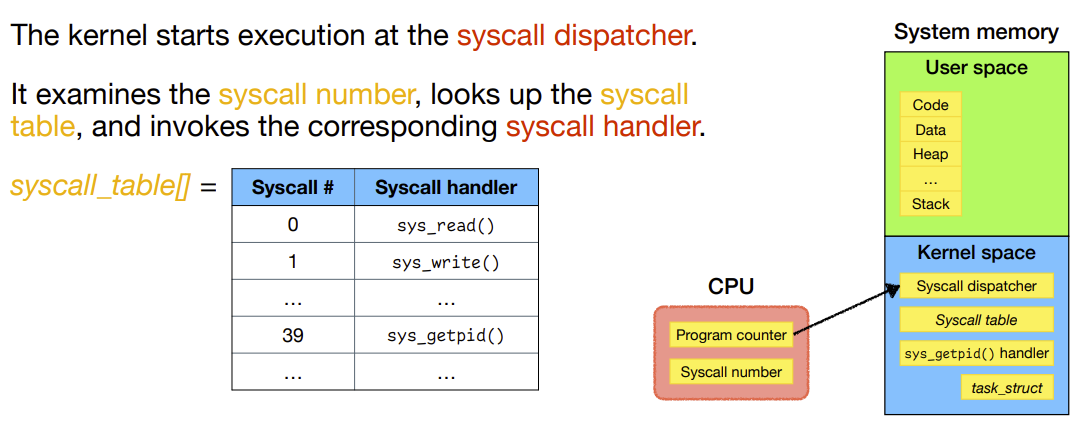 The kernel starts execution at the syscall dispatcher.
It examines the syscall number, looks up the syscall
table, and invokes the corresponding syscall handler.
syscall_table[] =
Syscall # Syscall handler
0 sys_read()
1 sys_write()
... ...
39 sys_getpid()
... ...
CPU
Program counter
Syscall number
System memory
User space
Code
Data
Heap
...
Stack
Kernel space
Syscall dispatcher
Syscall table
sys_getpid() handler
task_struct